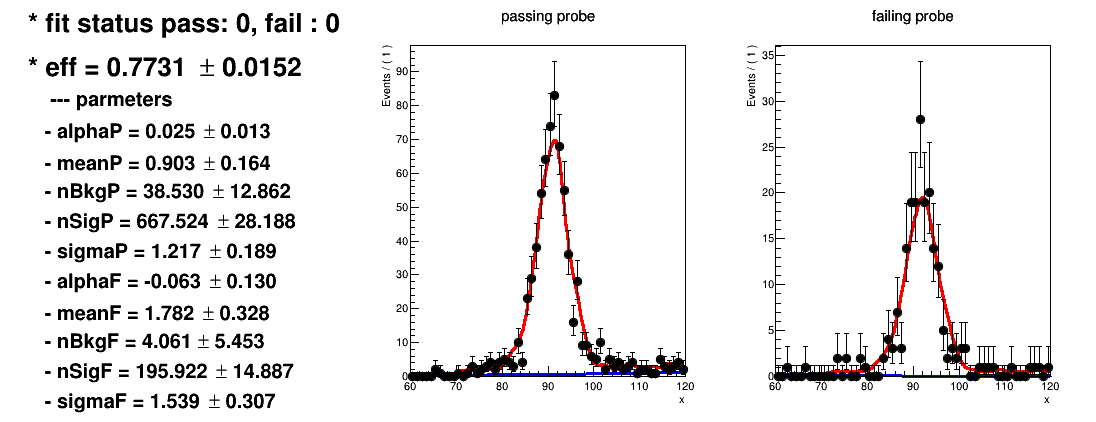 * fit status pass: 0, fail : 0
* eff = 0.7731 ± 0.0152
--- parmeters
- alphaP = 0.025 ± 0.013
- meanP = 0.903 ± 0.164
- nBkgP = 38.530 ± 12.862
- nSigP = 667.524 ± 28.188
- sigmaP = 1.217 ± 0.189
- alphaF = -0.063 ± 0.130
- meanF = 1.782 ± 0.328
- nBkgF = 4.061 ± 5.453
- nSigF = 195.922 ± 14.887
- sigmaF = 1.539 ± 0.307
passing probe
Events / ( 1 )
90
80
70
60
50
40
30
20
10
0
60 70 80 90 100 110 120
x
failing probe
Events / ( 1 )
35
30
25
20
15
10
5
0
60 70 80 90 100 110 120
x